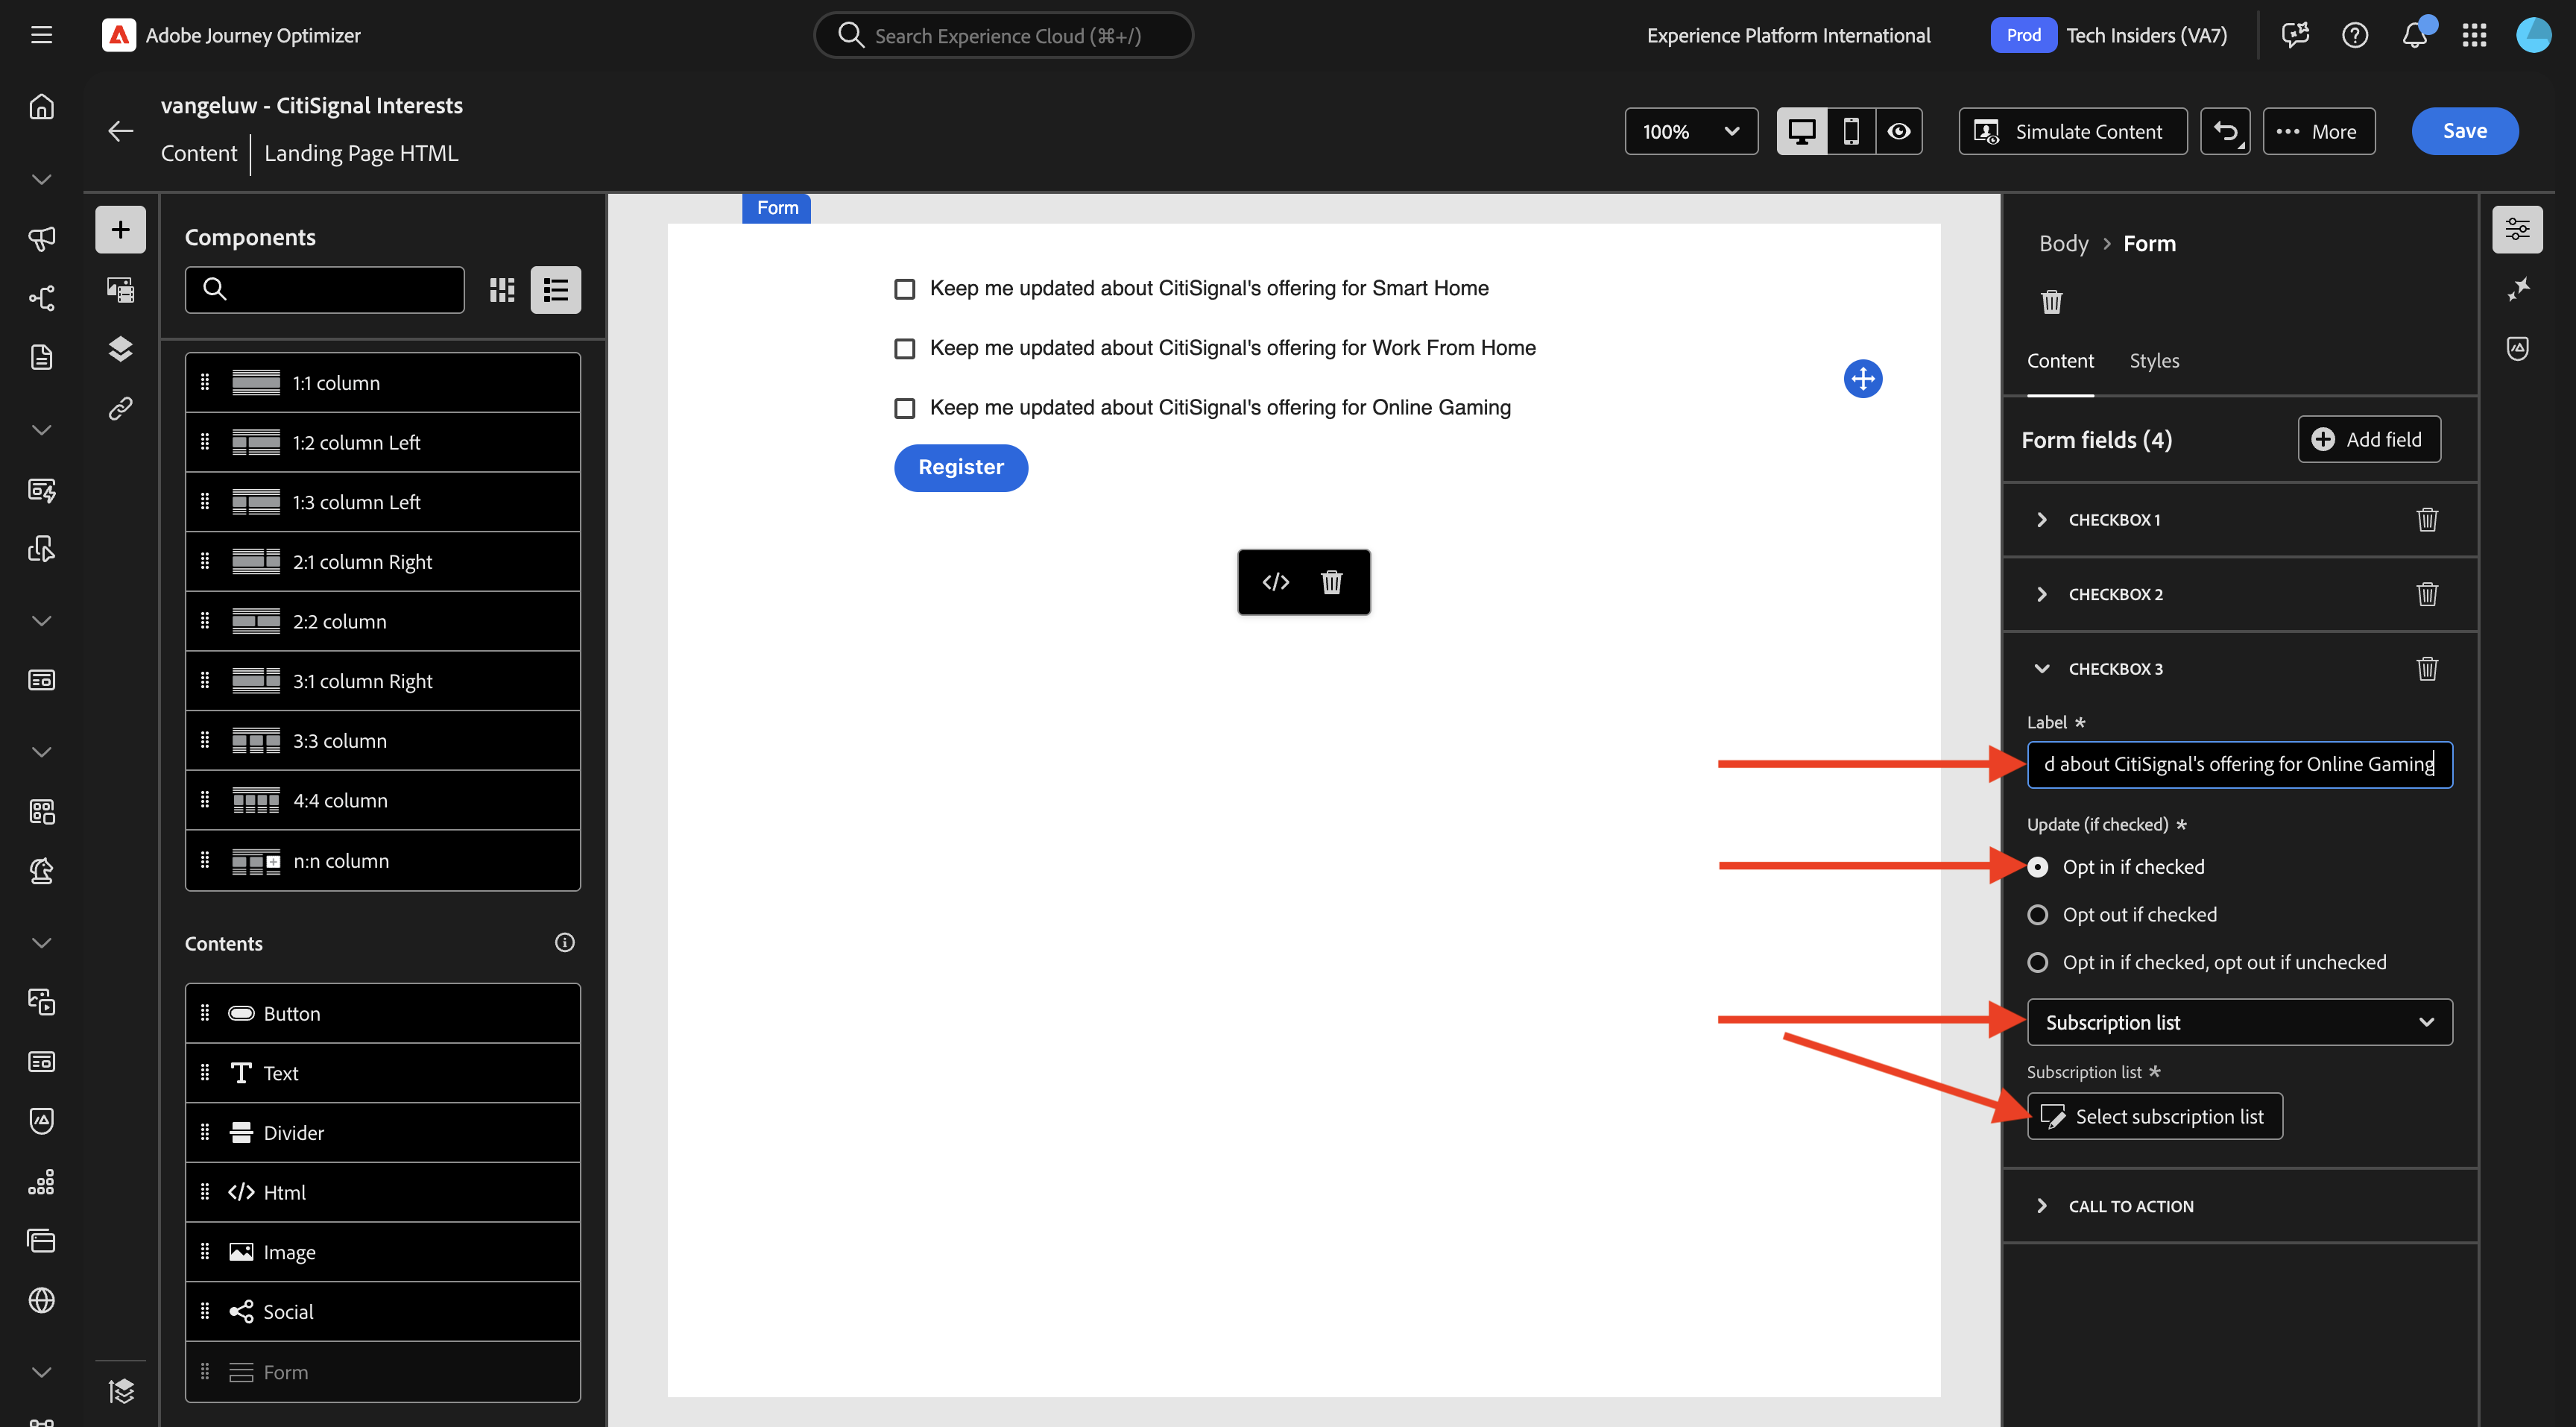 Adobe Journey Optimizer
Search Experience Cloud (⌘+/)
Experience Platform International
Prod
Tech Insiders (VA7)
vangeluw - CitiSignal Interests
Content
Landing Page HTML
100%
Simulate Content
More
Save
Components
1:1 column
1:2 column Left
1:3 column Left
2:1 column Right
2:2 column
3:1 column Right
3:3 column
4:4 column
n:n column
Contents
Button
Text
Divider
Html
Image
Social
Form
Form
Keep me updated about CitiSignal's offering for Smart Home
Keep me updated about CitiSignal's offering for Work From Home
Keep me updated about CitiSignal's offering for Online Gaming
Register
Body > Form
Content
Styles
Form fields (4)
Add field
CHECKBOX 1
CHECKBOX 2
CHECKBOX 3
Label *
d about CitiSignal's offering for Online Gaming
Update (if checked) *
Opt in if checked
Opt out if checked
Opt in if checked, opt out if unchecked
Subscription list
Subscription list *
Select subscription list
CALL TO ACTION